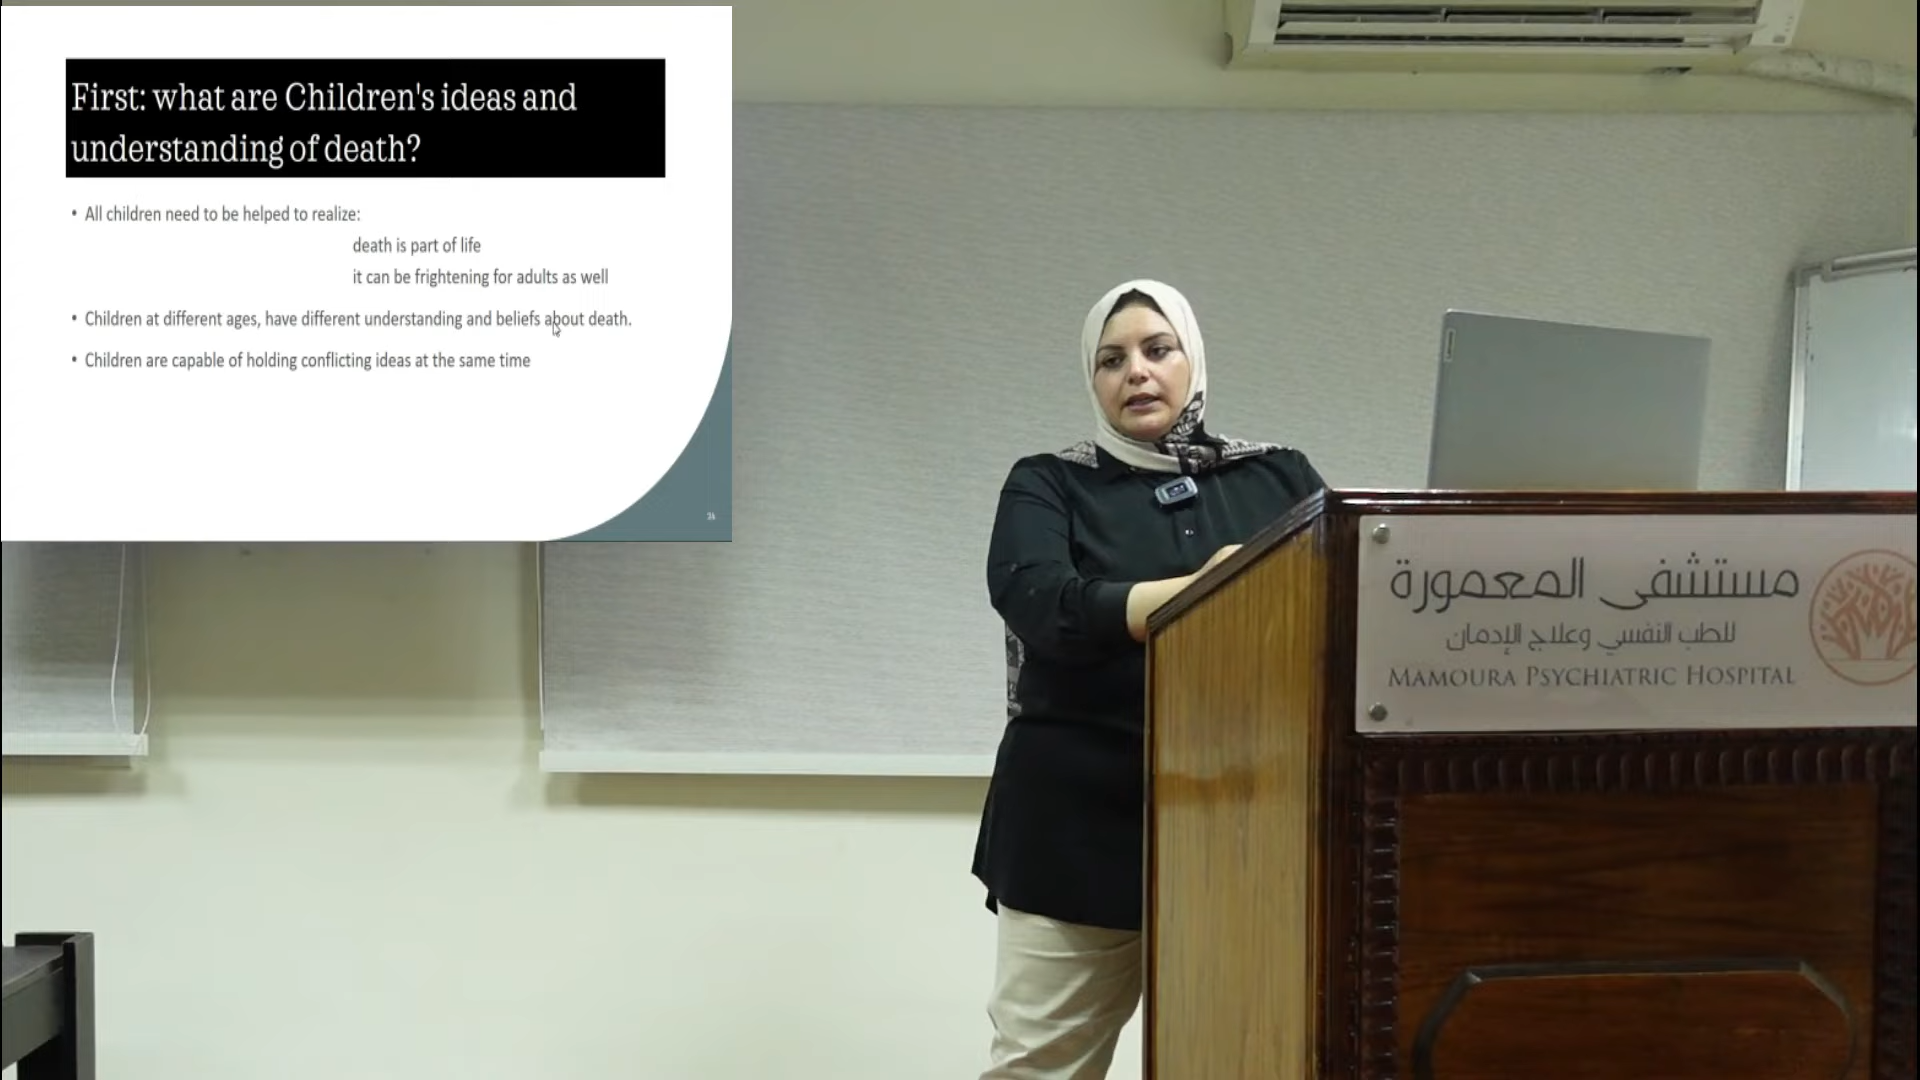 First: what are Children's ideas and
understanding of death?
• All children need to be helped to realize:
death is part of life
it can be frightening for adults as well
• Children at different ages, have different understanding and beliefs about death.
• Children are capable of holding conflicting ideas at the same time
مستشفى المعمورة
للطب النفسي وعلاج الإدمان
MAMOURA PSYCHIATRIC HOSPITAL